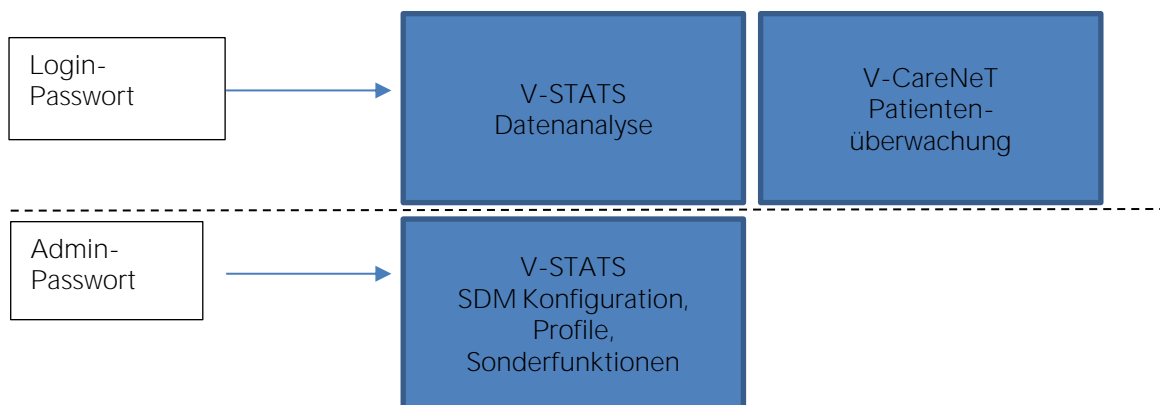 Login-
Passwort
V-STATS
Datenanalyse
V-CareNeT
Patienten-
überwachung
Admin-
Passwort
V-STATS
SDM Konfiguration,
Profile,
Sonderfunktionen